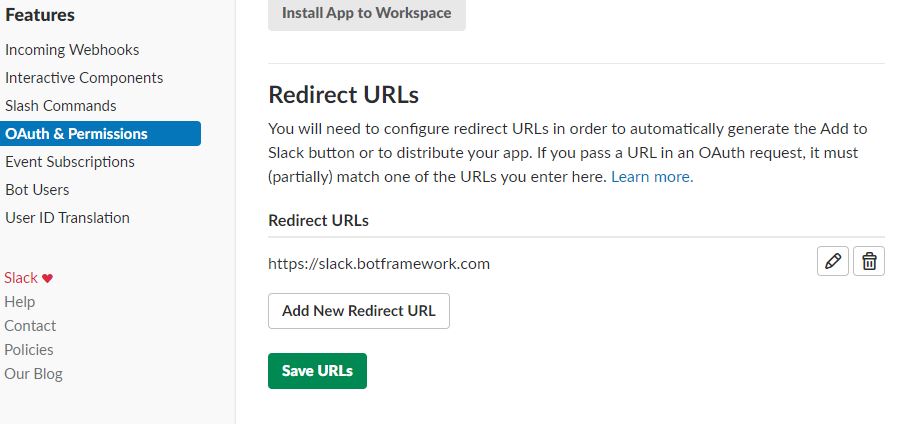 Features
Incoming Webhooks
Interactive Components
Slash Commands
OAuth & Permissions
Event Subscriptions
Bot Users
User ID Translation
Slack
Help
Contact
Policies
Our Blog
Install App to Workspace
Redirect URLs
You will need to configure redirect URLs in order to automatically generate the Add to
Slack button or to distribute your app. If you pass a URL in an OAuth request, it must
(partially) match one of the URLs you enter here. Learn more.
Redirect URLs
https://slack.botframework.com
Add New Redirect URL
Save URLs